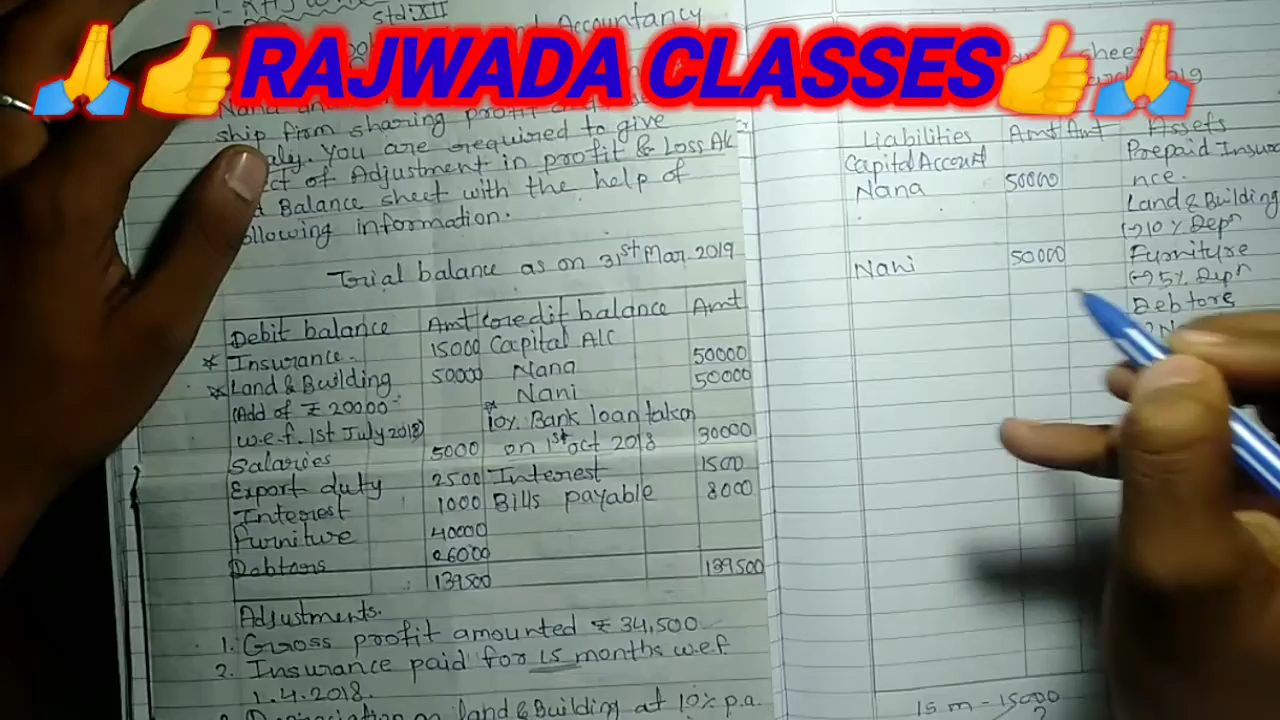 Std:XII
Accountancy
RAJWADA CLASSES
ship firm sharing profit
You are required to give
of Adjustment in profit & Loss A/c
Balance sheet with the help of
following information.
Trial balance as on 31st Mar. 2019
Debit balance Amt Credit balance Amt
* Insurance. 15000 Capital A/C
* Land & Building 50000 Nana 50000
(Add of ₹ 20000 Nani 50000
w.e.f. 1st July 2018) * 10% Bank loan taken
Salaries 5000 on 1st Oct 2018 30000
Export duty 2500 Interest 1500
Interest 1000 Bills payable 8000
Furniture 40000
Debtors 26000
139500 139500
Adjustments.
1. Gross profit amounted ₹ 34,500
2. Insurance paid for 15 months w.e.f
1.4.2018.
Depreciation on land & Building at 10% p.a.
sheet
Liabilities Amt Amt Assets
Capital Account Prepaid Insura
Nana 50000 nce.
Land & Building
(-) 10% Depn
Nani 50000 Furniture
(-) 5% Depn
Debtors
15 m - 15000